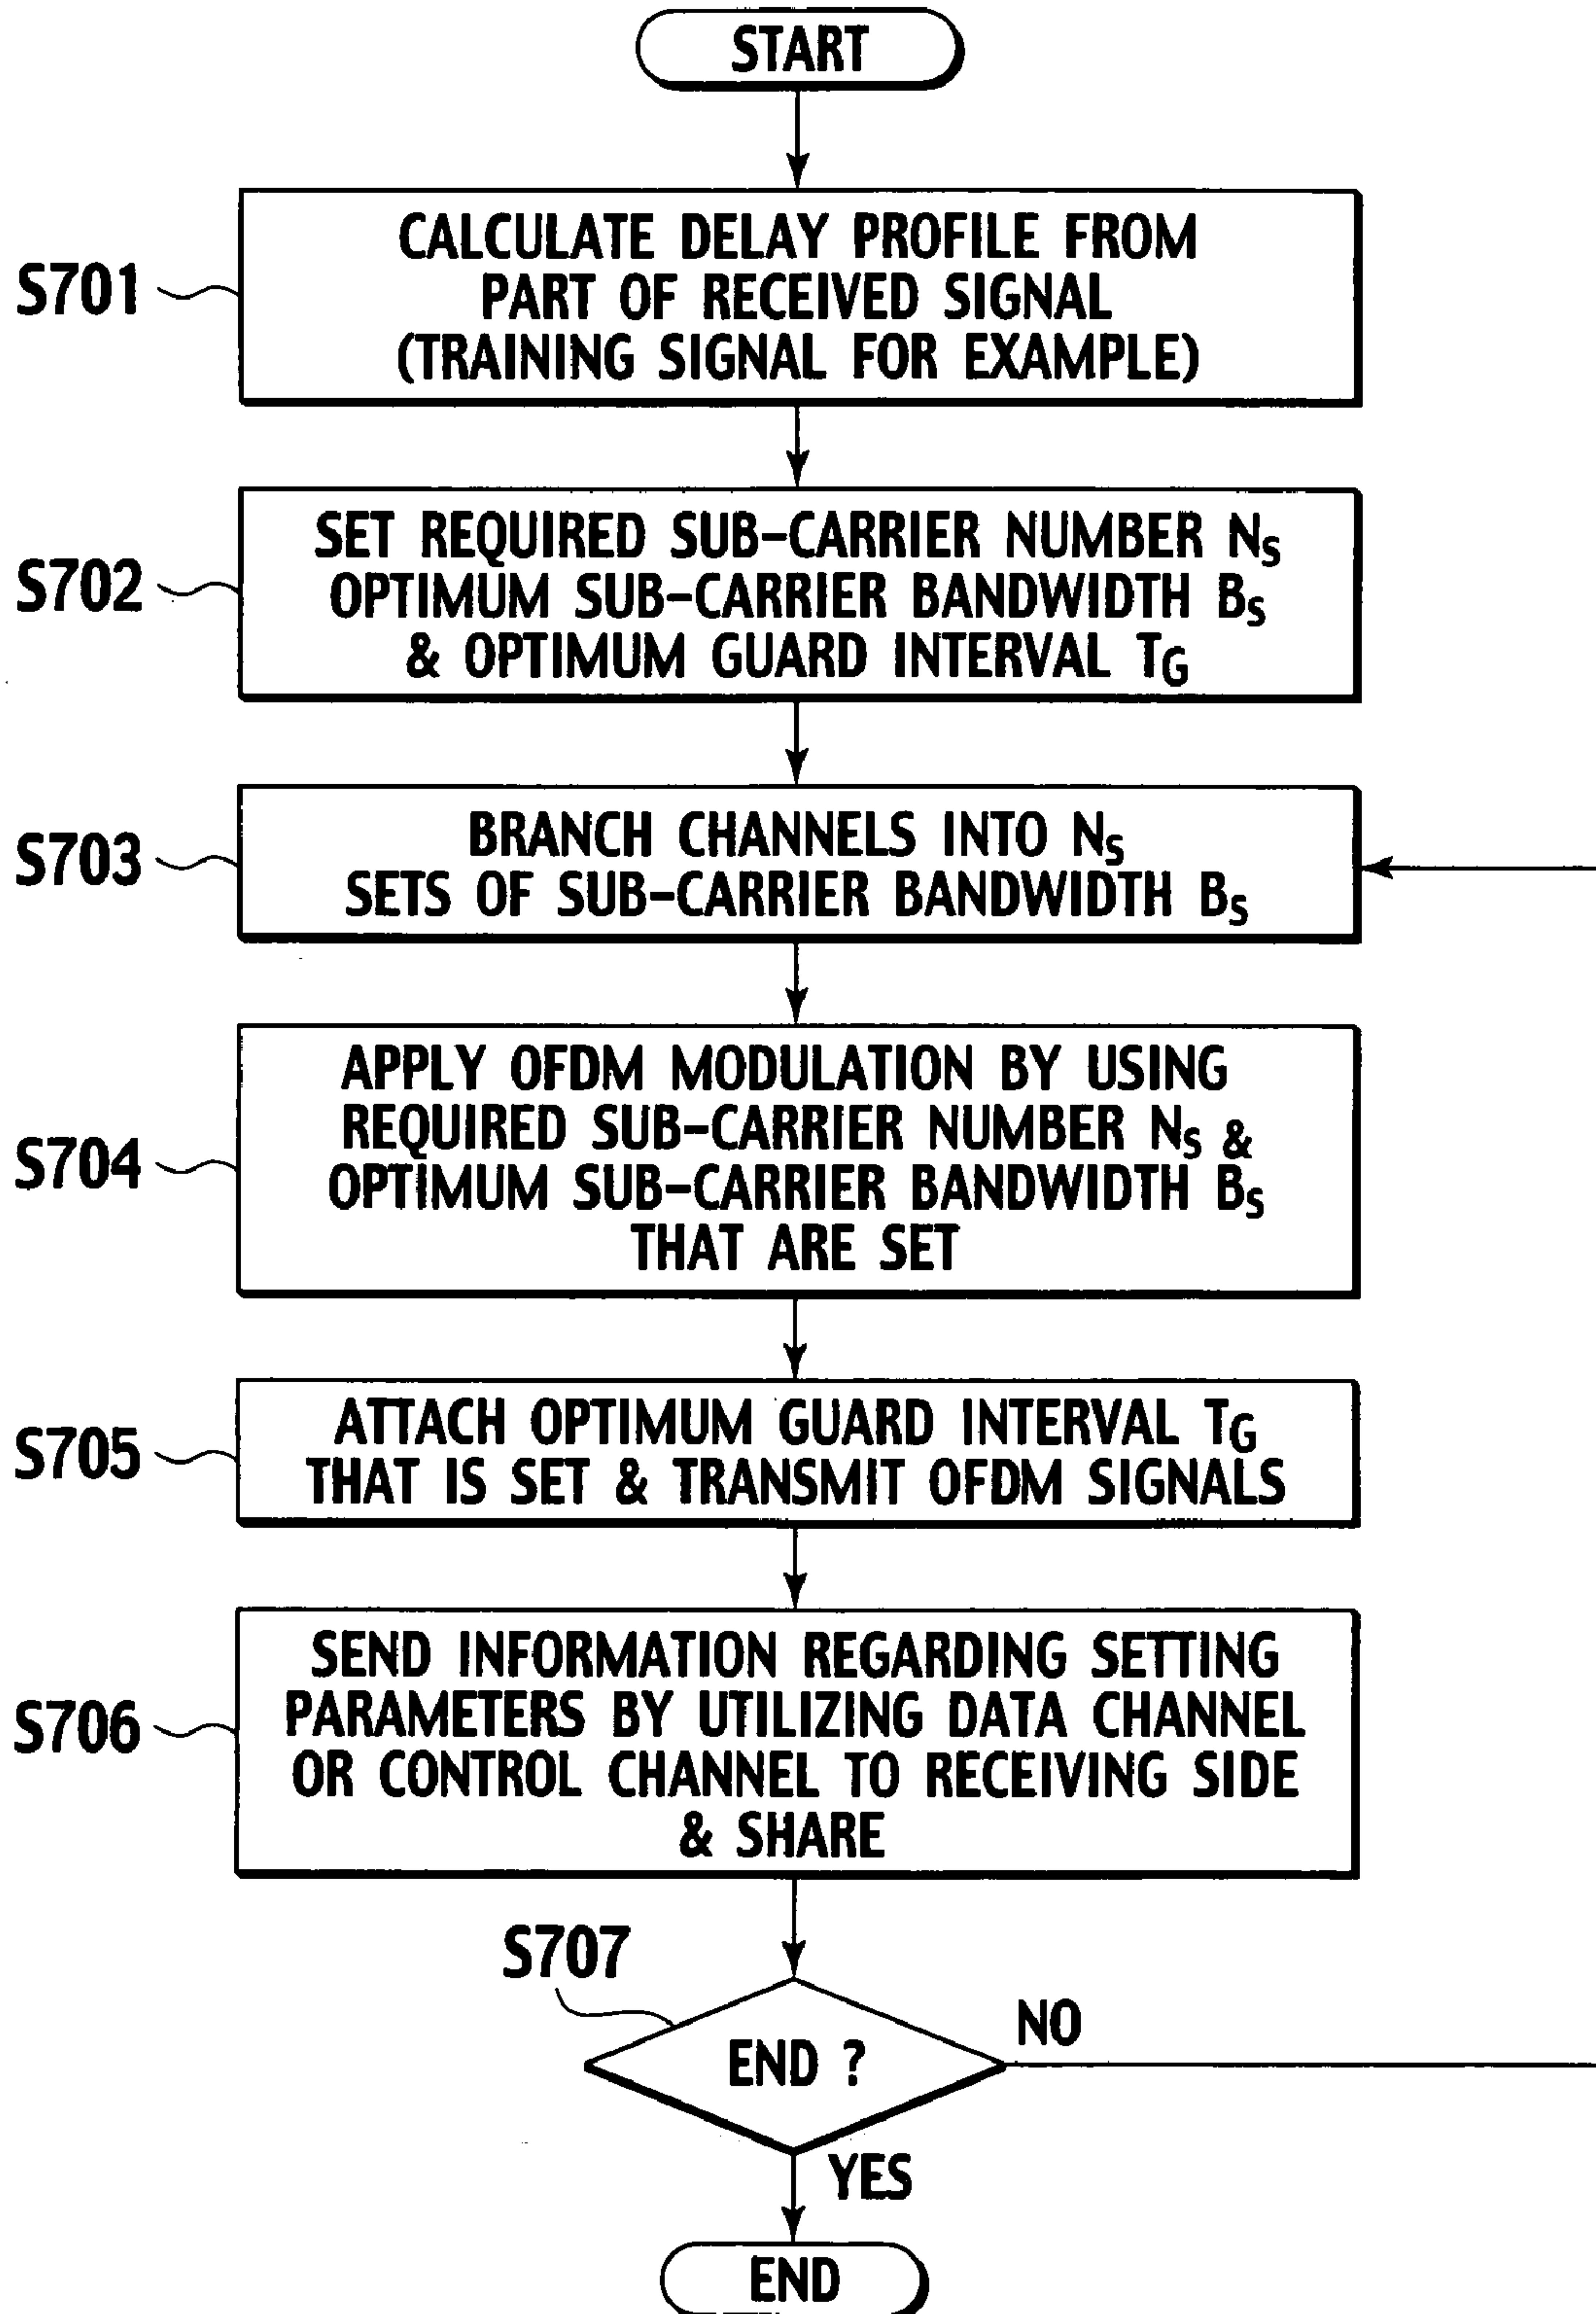 START
S701
CALCULATE DELAY PROFILE FROM
PART OF RECEIVED SIGNAL
(TRAINING SIGNAL FOR EXAMPLE)
S702
SET REQUIRED SUB-CARRIER NUMBER NS
OPTIMUM SUB-CARRIER BANDWIDTH BS
& OPTIMUM GUARD INTERVAL TG
S703
BRANCH CHANNELS INTO NS
SETS OF SUB-CARRIER BANDWIDTH BS
S704
APPLY OFDM MODULATION BY USING
REQUIRED SUB-CARRIER NUMBER NS &
OPTIMUM SUB-CARRIER BANDWIDTH BS
THAT ARE SET
S705
ATTACH OPTIMUM GUARD INTERVAL TG
THAT IS SET & TRANSMIT OFDM SIGNALS
S706
SEND INFORMATION REGARDING SETTING
PARAMETERS BY UTILIZING DATA CHANNEL
OR CONTROL CHANNEL TO RECEIVING SIDE
& SHARE
S707
END ?
NO
YES
END